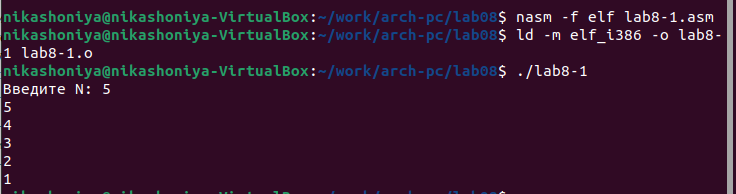 nikashoniya@nikashoniya-VirtualBox:~/work/arch-pc/lab08$ nasm -f elf lab8-1.asm
nikashoniya@nikashoniya-VirtualBox:~/work/arch-pc/lab08$ ld -m elf_i386 -o lab8-
1 lab8-1.o
nikashoniya@nikashoniya-VirtualBox:~/work/arch-pc/lab08$ ./lab8-1
Введите N: 5
5
4
3
2
1